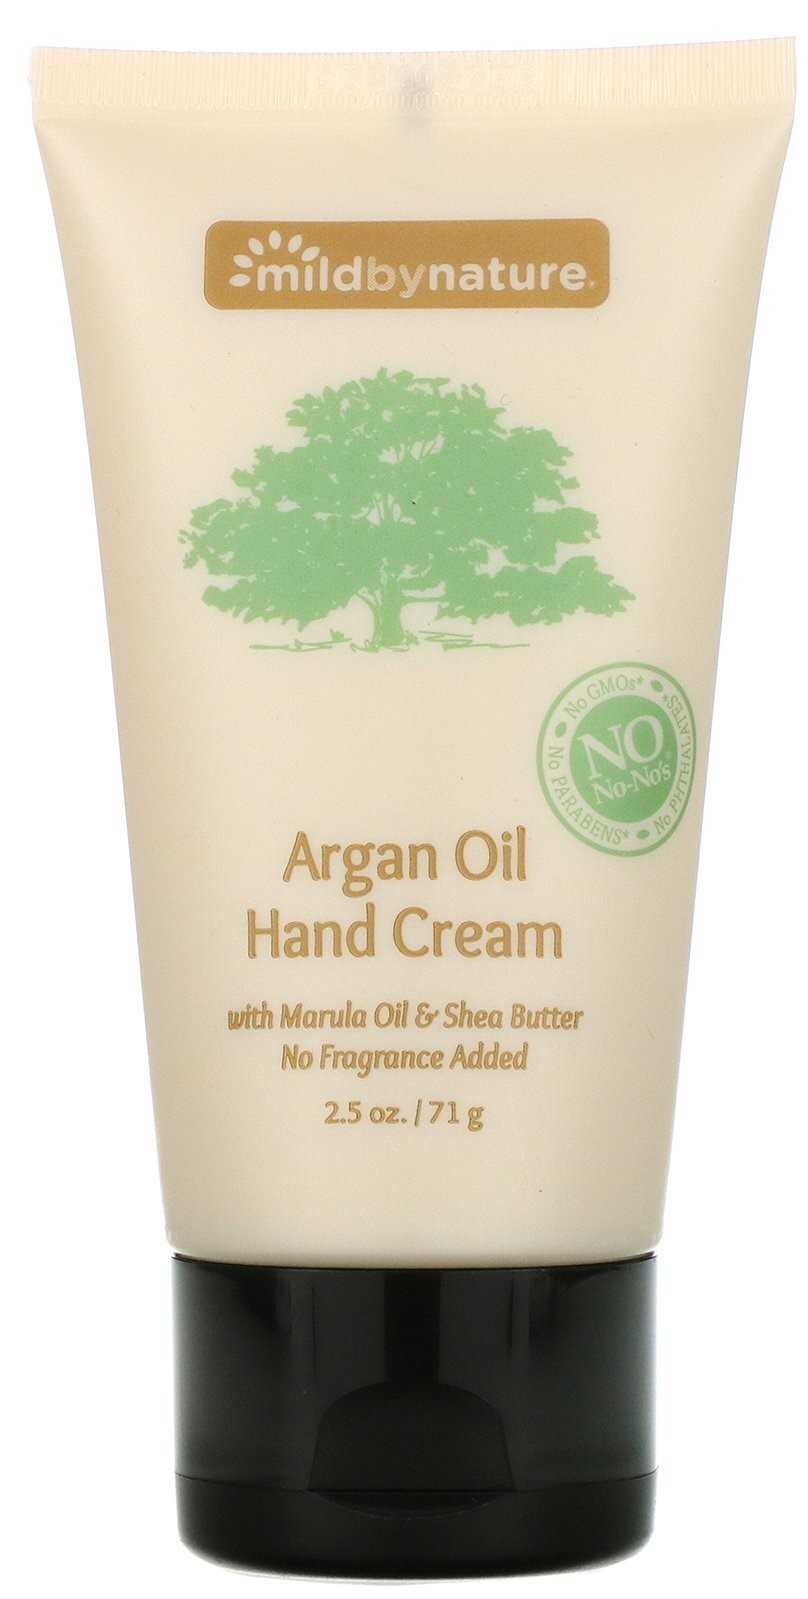 mildbynature®
No GMOs*
No PHTHALATES*
No PARABENS*
NO
No-No's®
Argan Oil
Hand Cream
with Marula Oil & Shea Butter
No Fragrance Added
2.5 oz. / 71 g